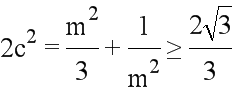 2c² = m²/3 + 1/m² ≥ 2√3/3